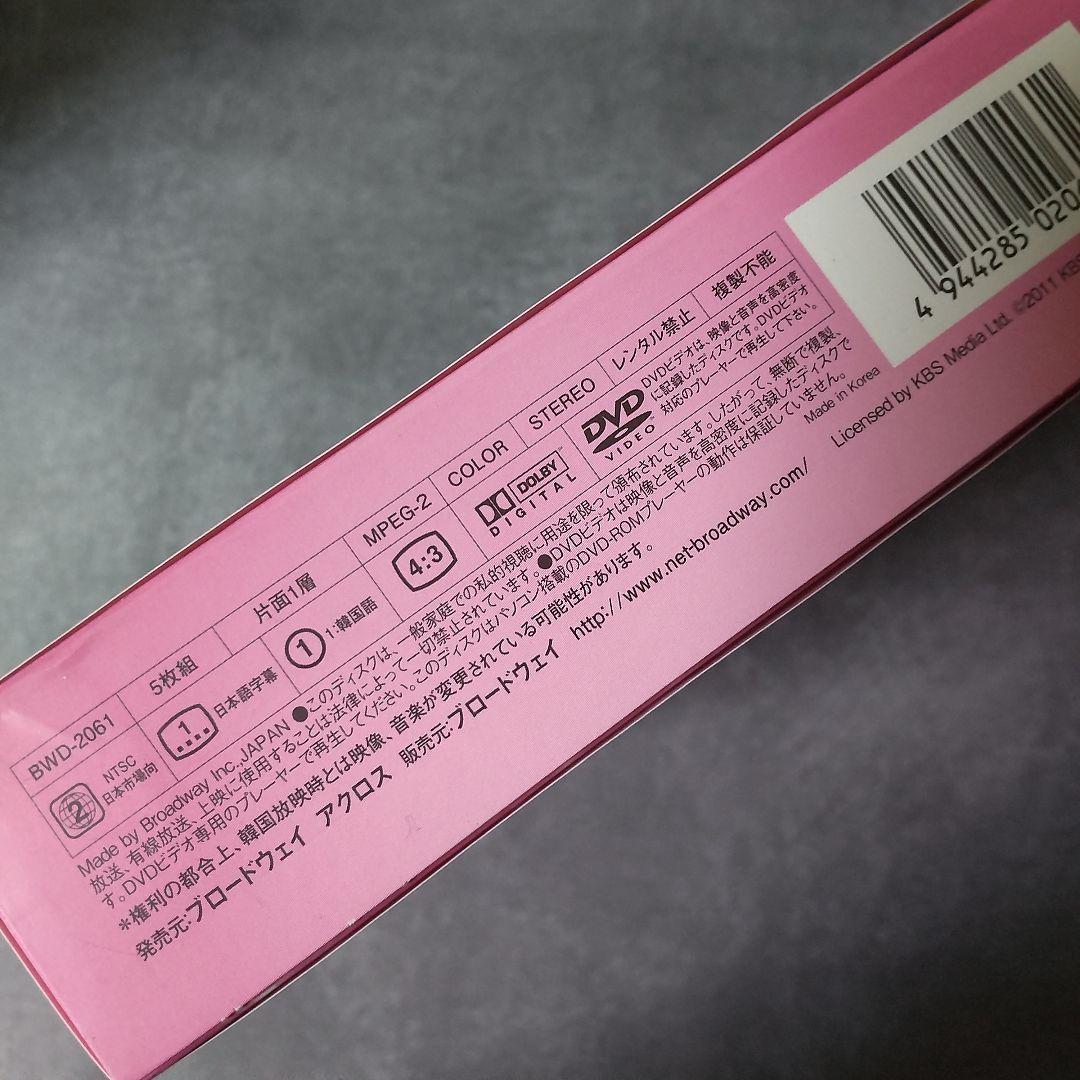 BWD-2061 5枚組 片面1層 MPEG-2 COLOR STEREO レンタル禁止 複製不能
2 NTSC 日本市場向 1.... 日本語字幕 1 1:韓国語 4:3 DOLBY DIGITAL DVD VIDEO
DVDビデオは、映像と音声を高密度
に記録したディスクです。DVDビデオ
対応のプレーヤーで再生して下さい。
Made by Broadway Inc.,JAPAN ●このディスクは、一般家庭での私的視聴に用途を限って頒布されています。したがって、無断で複製、
放送、有線放送、上映に使用することは法律によって一切禁止されています。●DVDビデオは映像と音声を高密度に記録したディスクで
す。DVDビデオ専用のプレーヤーで再生してください。このディスクはパソコン搭載のDVD-ROMプレーヤーの動作は保証していません。
*権利の都合上、韓国放映時とは映像、音楽が変更されている可能性があります。
発売元:ブロードウェイ アクロス 販売元:ブロードウェイ http://www.net-broadway.com/
Made in Korea
Licensed by KBS Media Ltd. ©2011 KBS
4 944285 020